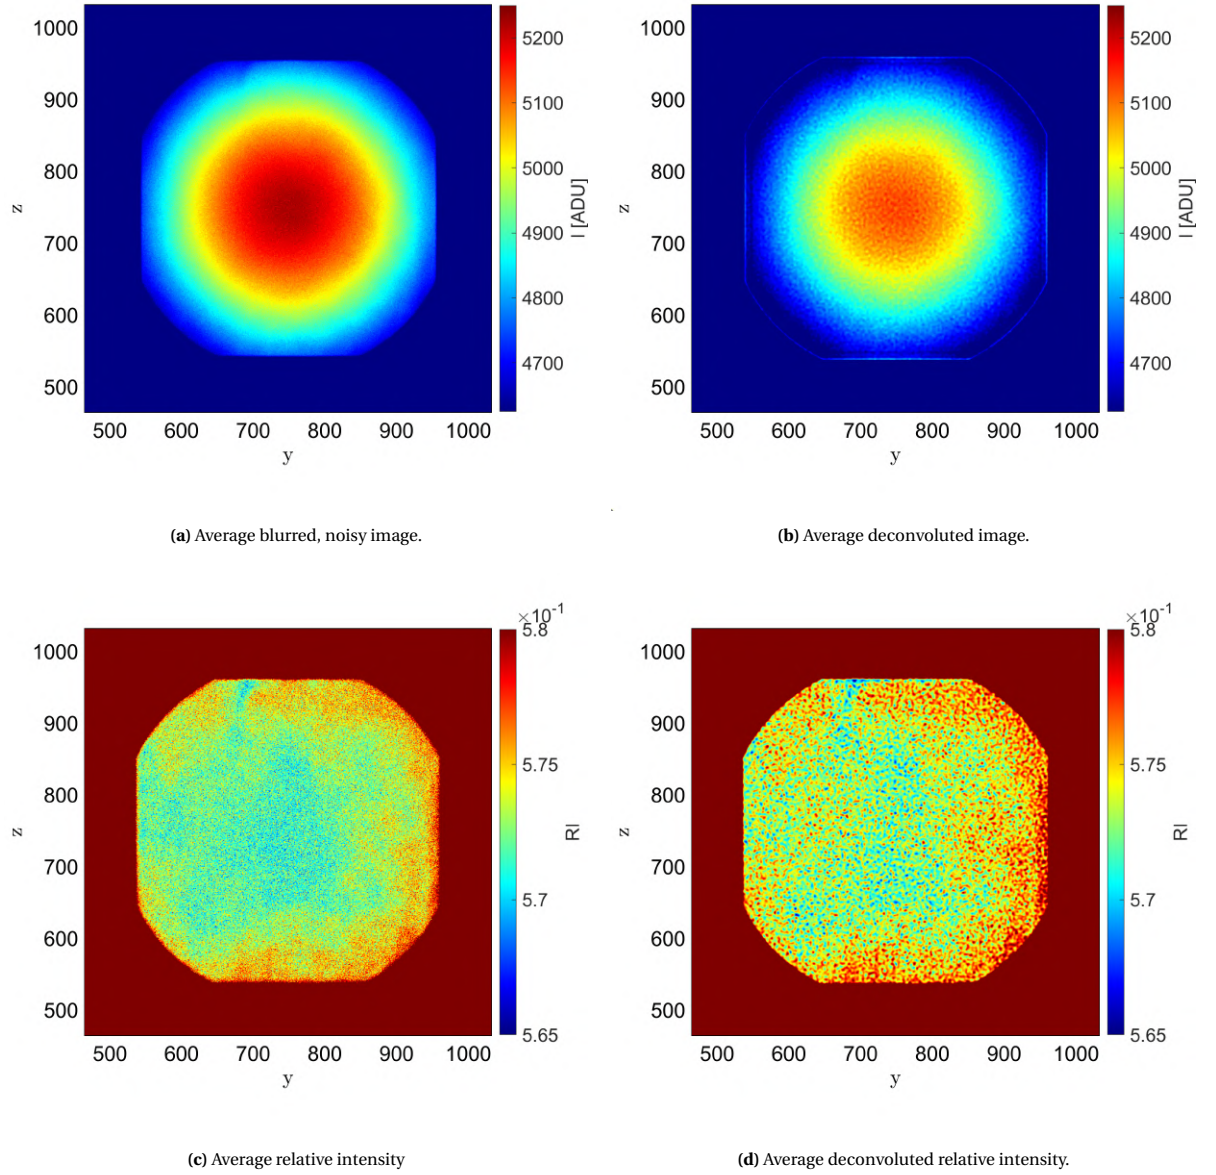 1000
900
800
700
600
500
z
500 600 700 800 900 1000
y
5200
5100
5000
4900
4800
4700
I [ADU]
1000
900
800
700
600
500
z
500 600 700 800 900 1000
y
5200
5100
5000
4900
4800
4700
I [ADU]
(a) Average blurred, noisy image.
(b) Average deconvoluted image.
1000
900
800
700
600
500
z
500 600 700 800 900 1000
y
×10-1
5.8
5.75
5.7
5.65
RI
1000
900
800
700
600
500
z
500 600 700 800 900 1000
y
×10-1
5.8
5.75
5.7
5.65
RI
(c) Average relative intensity
(d) Average deconvoluted relative intensity.